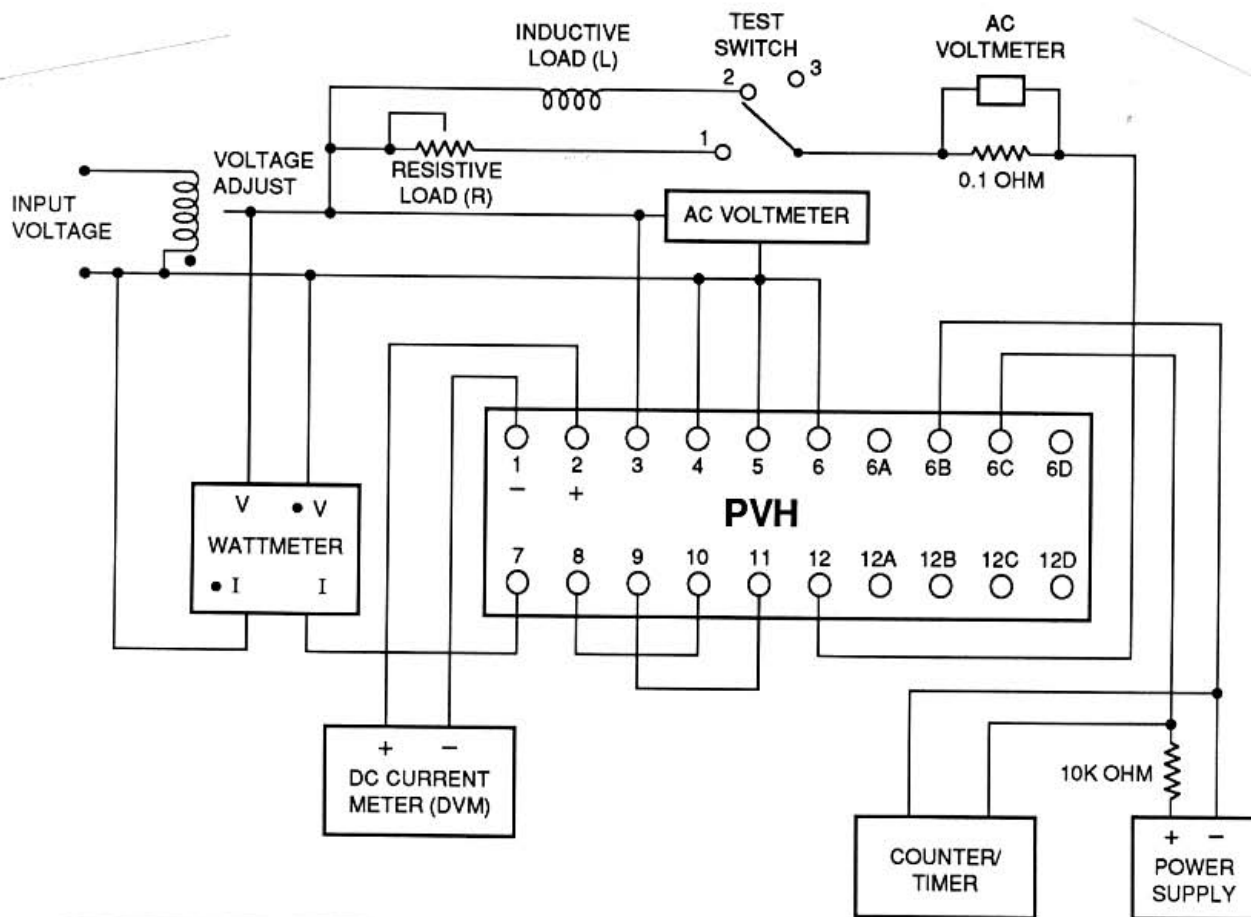 INDUCTIVE
LOAD (L)
TEST
SWITCH
2
3
1
AC
VOLTMETER
0.1 OHM
VOLTAGE
ADJUST
RESISTIVE
LOAD (R)
INPUT
VOLTAGE
AC VOLTMETER
1 2 3 4 5 6 6A 6B 6C 6D
− +
PVH
7 8 9 10 11 12 12A 12B 12C 12D
V • V
WATTMETER
• I I
+ −
DC CURRENT
METER (DVM)
10K OHM
COUNTER/
TIMER
+ −
POWER
SUPPLY